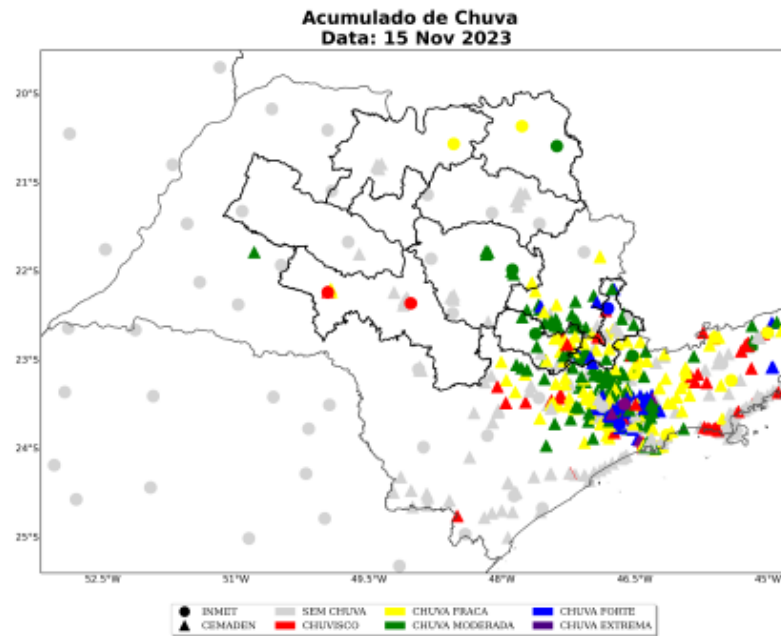 Acumulado de Chuva
Data: 15 Nov 2023
20°S
21°S
22°S
23°S
24°S
25°S
52.5°W
51°W
49.5°W
48°W
46.5°W
45°W
INMET
SEM CHUVA
CHUVA FRACA
CHUVA FORTE
CEMADEN
CHUVISCO
CHUVA MODERADA
CHUVA EXTREMA